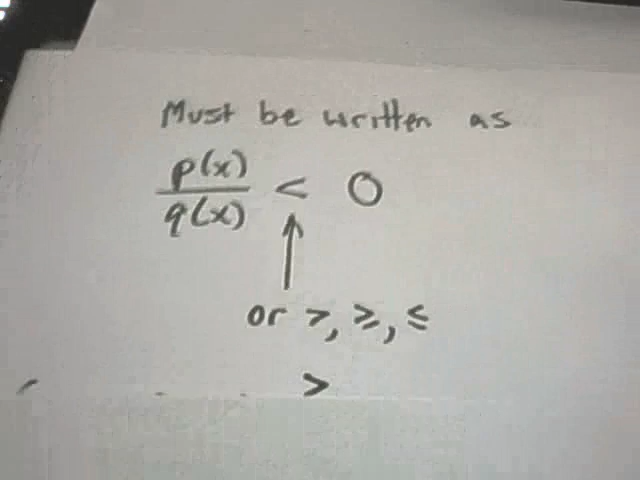 Must be written as
p(x)
q(x) < 0
or >, ≥, ≤
>